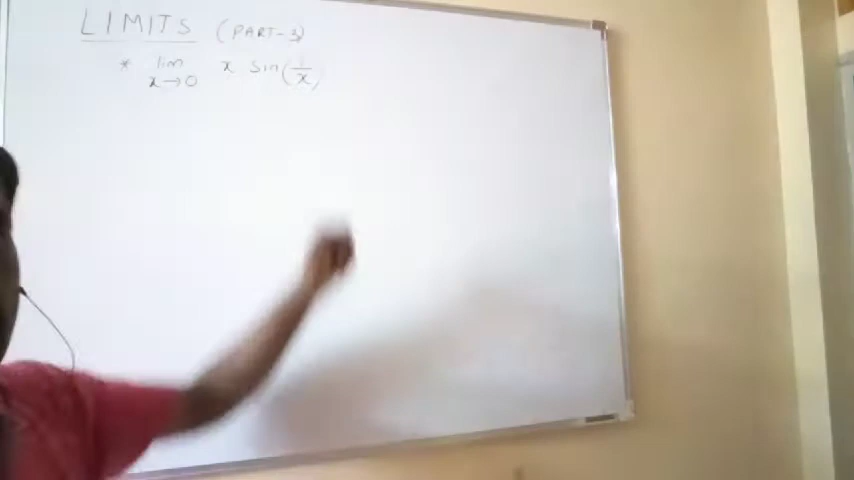 LIMITS (PART-3)
* lim x→0 x sin(1/x)